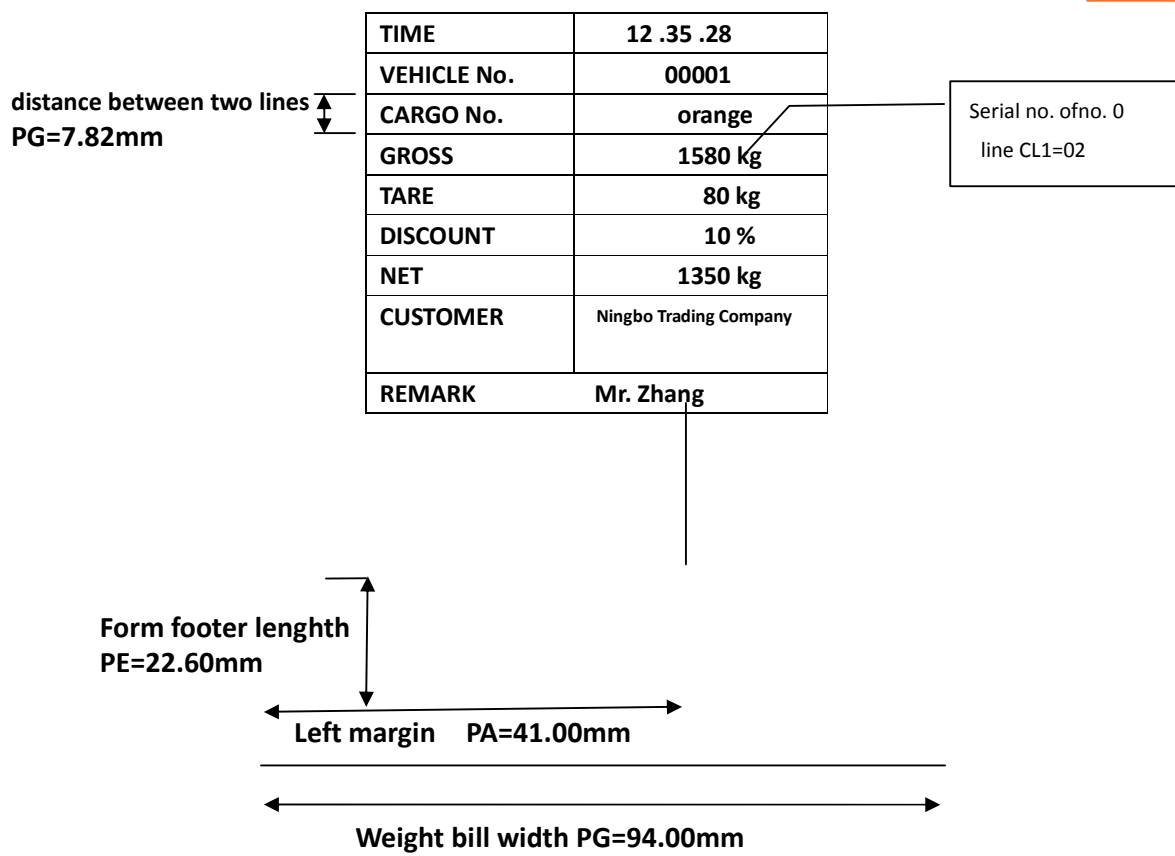 TIME 12 .35 .28
VEHICLE No. 00001
distance between two lines
PG=7.82mm
CARGO No. orange
Serial no. ofno. 0
line CL1=02
GROSS 1580 kg
TARE 80 kg
DISCOUNT 10 %
NET 1350 kg
CUSTOMER Ningbo Trading Company
REMARK Mr. Zhang
Form footer lenghth
PE=22.60mm
Left margin PA=41.00mm
Weight bill width PG=94.00mm